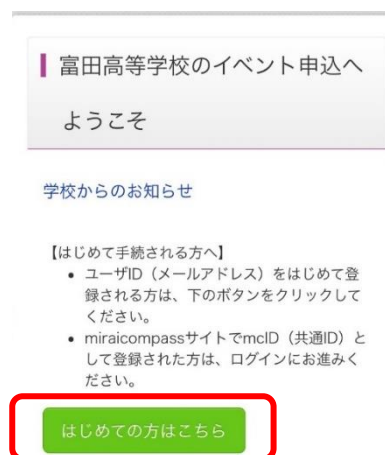 富田高等学校のイベント申込へ
ようこそ
学校からのお知らせ
【はじめて手続される方へ】
• ユーザID（メールアドレス）をはじめて登
録される方は、下のボタンをクリックして
ください。
• miraicompassサイトでmcID（共通ID）と
して登録された方は、ログインにお進みく
ださい。
はじめての方はこちら